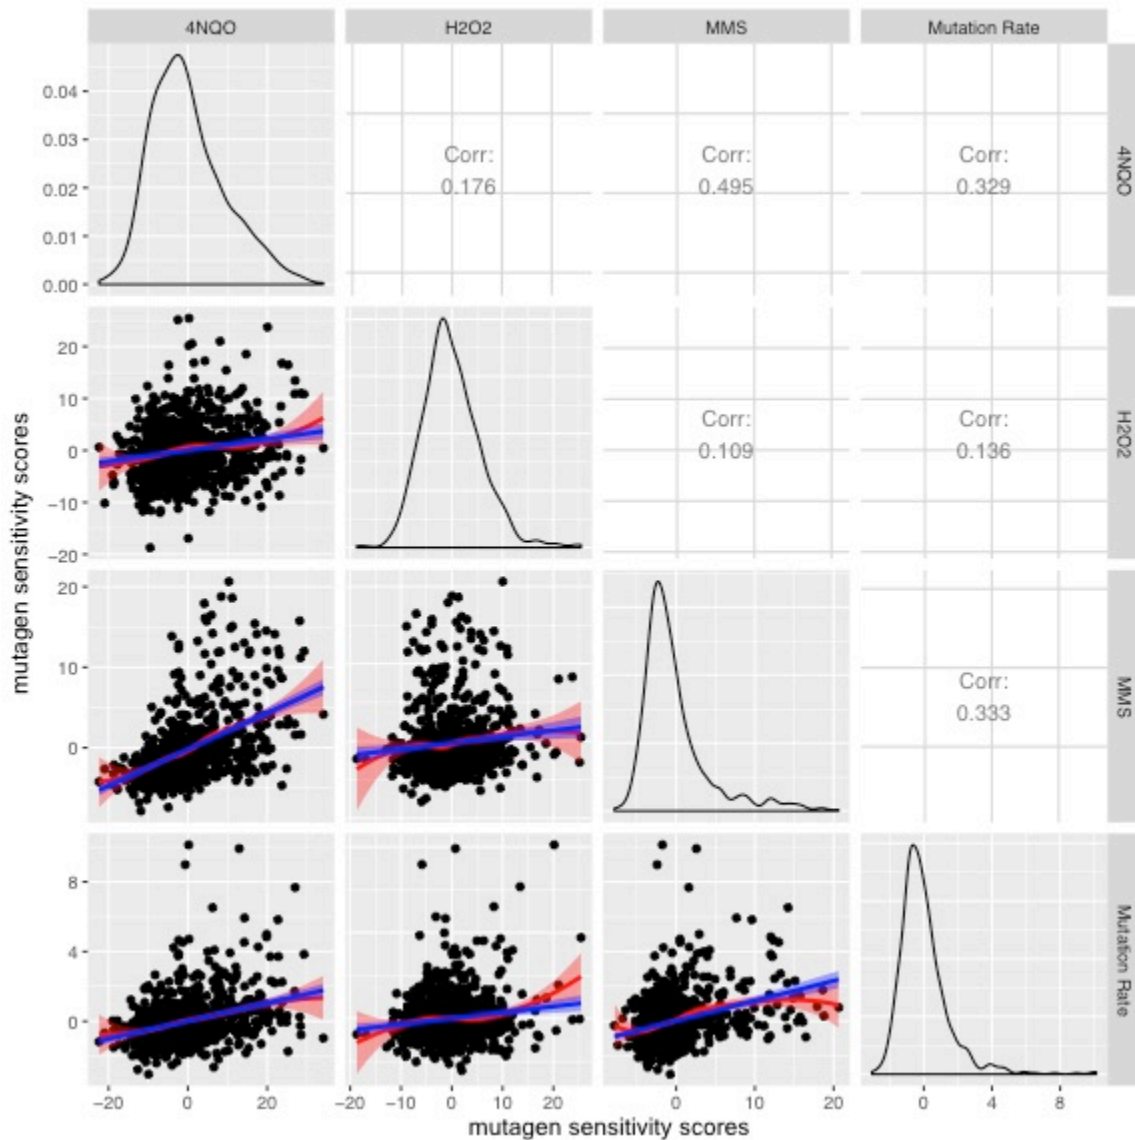 4NQO H2O2 MMS Mutation Rate
0.04
0.03
0.02
0.01
0.00
Corr:
0.176
Corr:
0.495
Corr:
0.329
4NQO
20
10
0
−10
−20
Corr:
0.109
Corr:
0.136
H2O2
mutagen sensitivity scores
20
10
0
Corr:
0.333
MMS
8
4
0
Mutation Rate
−20 0 20 −20 −10 0 10 20 0 10 20 0 4 8
mutagen sensitivity scores